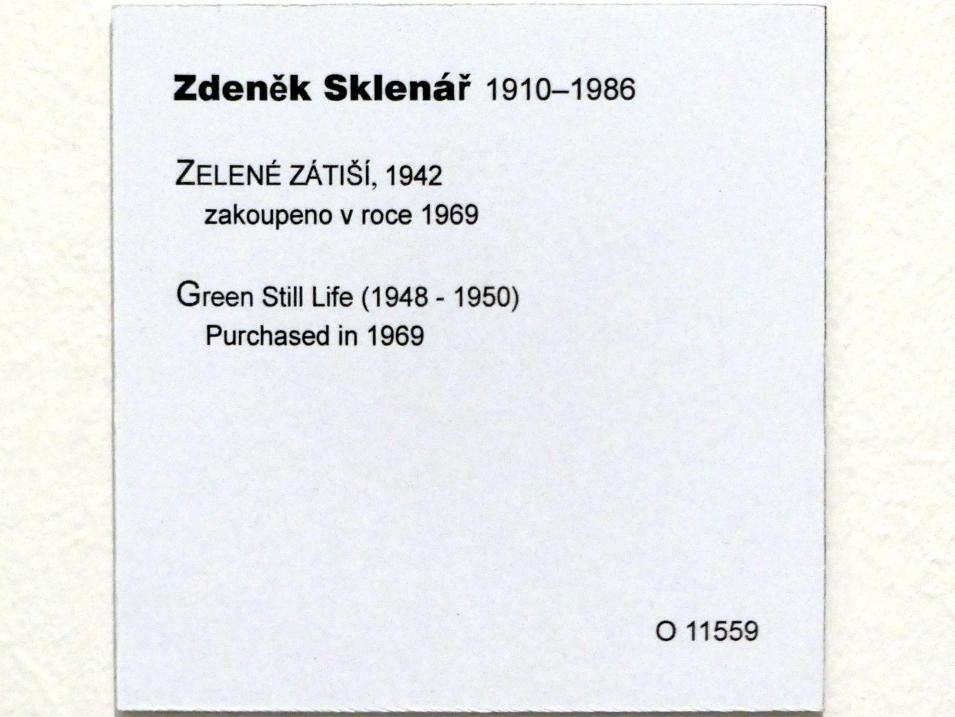 Zdeněk Sklenář 1910–1986
ZELENÉ ZÁTIŠÍ, 1942
zakoupeno v roce 1969
Green Still Life (1948 - 1950)
Purchased in 1969
O 11559